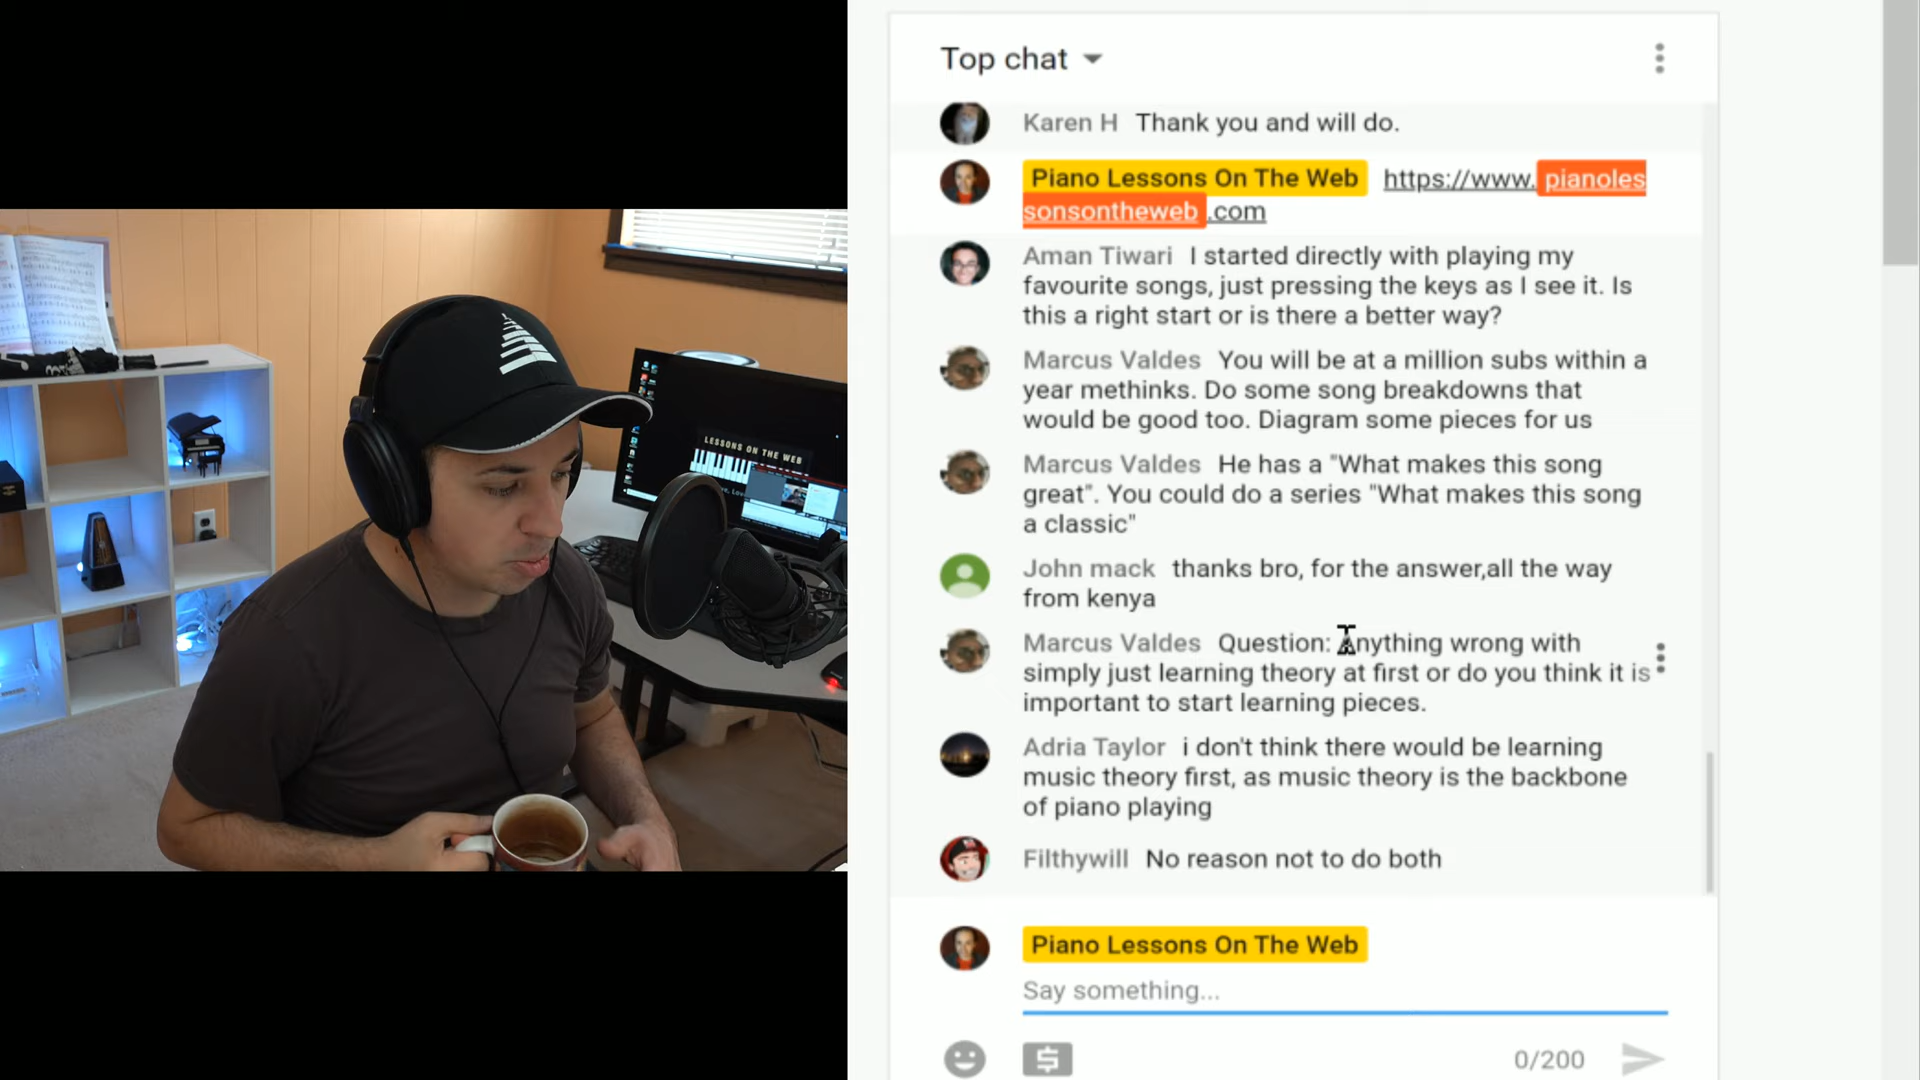 Top chat
Karen H Thank you and will do.
Piano Lessons On The Web https://www.pianoles
sonsontheweb.com
Aman Tiwari I started directly with playing my
favourite songs, just pressing the keys as I see it. Is
this a right start or is there a better way?
Marcus Valdes You will be at a million subs within a
year methinks. Do some song breakdowns that
would be good too. Diagram some pieces for us
Marcus Valdes He has a "What makes this song
great". You could do a series "What makes this song
a classic"
John mack thanks bro, for the answer,all the way
from kenya
Marcus Valdes Question: Anything wrong with
simply just learning theory at first or do you think it is
important to start learning pieces.
Adria Taylor i don't think there would be learning
music theory first, as music theory is the backbone
of piano playing
Filthywill No reason not to do both
Piano Lessons On The Web
Say something...
0/200
LESSONS ON THE WEB